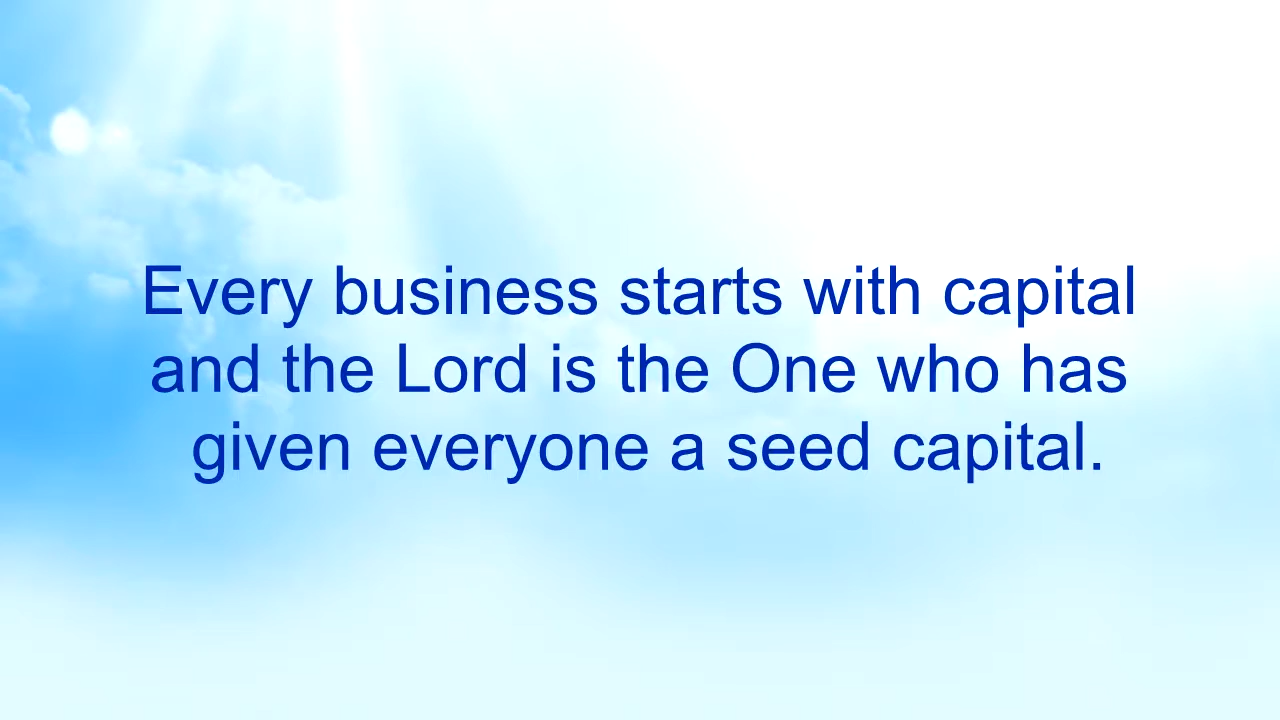 Every business starts with capital
and the Lord is the One who has
given everyone a seed capital.